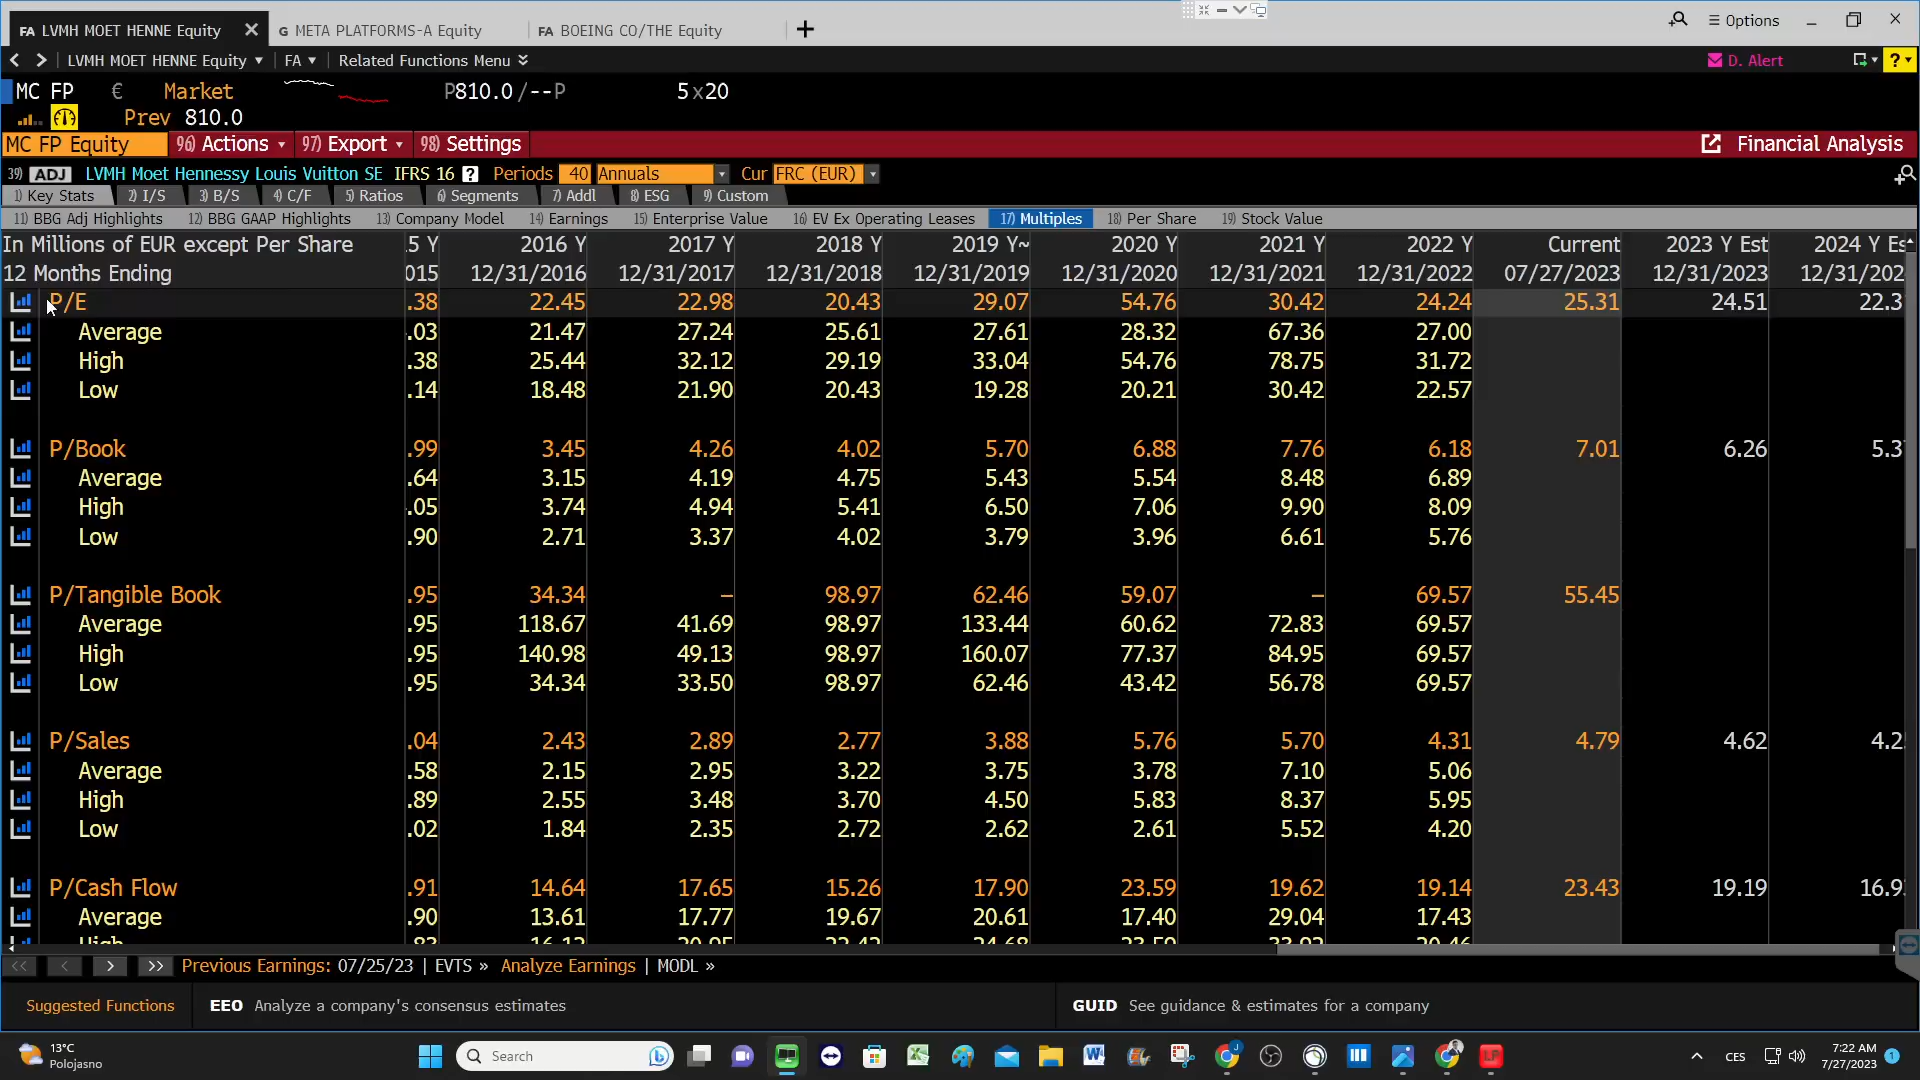 FA LVMH MOET HENNE Equity
G META PLATFORMS-A Equity
FA BOEING CO/THE Equity
Options
LVMH MOET HENNE Equity FA Related Functions Menu
D. Alert ?
MC FP € Market P810.0 /--P 5x20
Prev 810.0
MC FP Equity 96) Actions 97) Export 98) Settings Financial Analysis
39) ADJ LVMH Moet Hennessy Louis Vuitton SE IFRS 16 ? Periods 40 Annuals Cur FRC (EUR)
1) Key Stats 2) I/S 3) B/S 4) C/F 5) Ratios 6) Segments 7) Addl 8) ESG 9) Custom
11) BBG Adj Highlights 12) BBG GAAP Highlights 13) Company Model 14) Earnings 15) Enterprise Value 16) EV Ex Operating Leases 17) Multiples 18) Per Share 19) Stock Value
In Millions of EUR except Per Share 15 Y 2016 Y 2017 Y 2018 Y 2019 Y~ 2020 Y 2021 Y 2022 Y Current 2023 Y Est 2024 Y Es
12 Months Ending 015 12/31/2016 12/31/2017 12/31/2018 12/31/2019 12/31/2020 12/31/2021 12/31/2022 07/27/2023 12/31/2023 12/31/202
P/E .38 22.45 22.98 20.43 29.07 54.76 30.42 24.24 25.31 24.51 22.3
Average .03 21.47 27.24 25.61 27.61 28.32 67.36 27.00
High .38 25.44 32.12 29.19 33.04 54.76 78.75 31.72
Low .14 18.48 21.90 20.43 19.28 20.21 30.42 22.57
P/Book .99 3.45 4.26 4.02 5.70 6.88 7.76 6.18 7.01 6.26 5.3
Average .64 3.15 4.19 4.75 5.43 5.54 8.48 6.89
High .05 3.74 4.94 5.41 6.50 7.06 9.90 8.09
Low .90 2.71 3.37 4.02 3.79 3.96 6.61 5.76
P/Tangible Book .95 34.34 – 98.97 62.46 59.07 – 69.57 55.45
Average .95 118.67 41.69 98.97 133.44 60.62 72.83 69.57
High .95 140.98 49.13 98.97 160.07 77.37 84.95 69.57
Low .95 34.34 33.50 98.97 62.46 43.42 56.78 69.57
P/Sales .04 2.43 2.89 2.77 3.88 5.76 5.70 4.31 4.79 4.62 4.2
Average .58 2.15 2.95 3.22 3.75 3.78 7.10 5.06
High .89 2.55 3.48 3.70 4.50 5.83 8.37 5.95
Low .02 1.84 2.35 2.72 2.62 2.61 5.52 4.20
P/Cash Flow .91 14.64 17.65 15.26 17.90 23.59 19.62 19.14 23.43 19.19 16.9
Average .90 13.61 17.77 19.67 20.61 17.40 29.04 17.43
Previous Earnings: 07/25/23 | EVTS » Analyze Earnings | MODL »
Suggested Functions EEO Analyze a company's consensus estimates GUID See guidance & estimates for a company
13°C
Polojasno
Search
CES
7:22 AM
7/27/2023
1